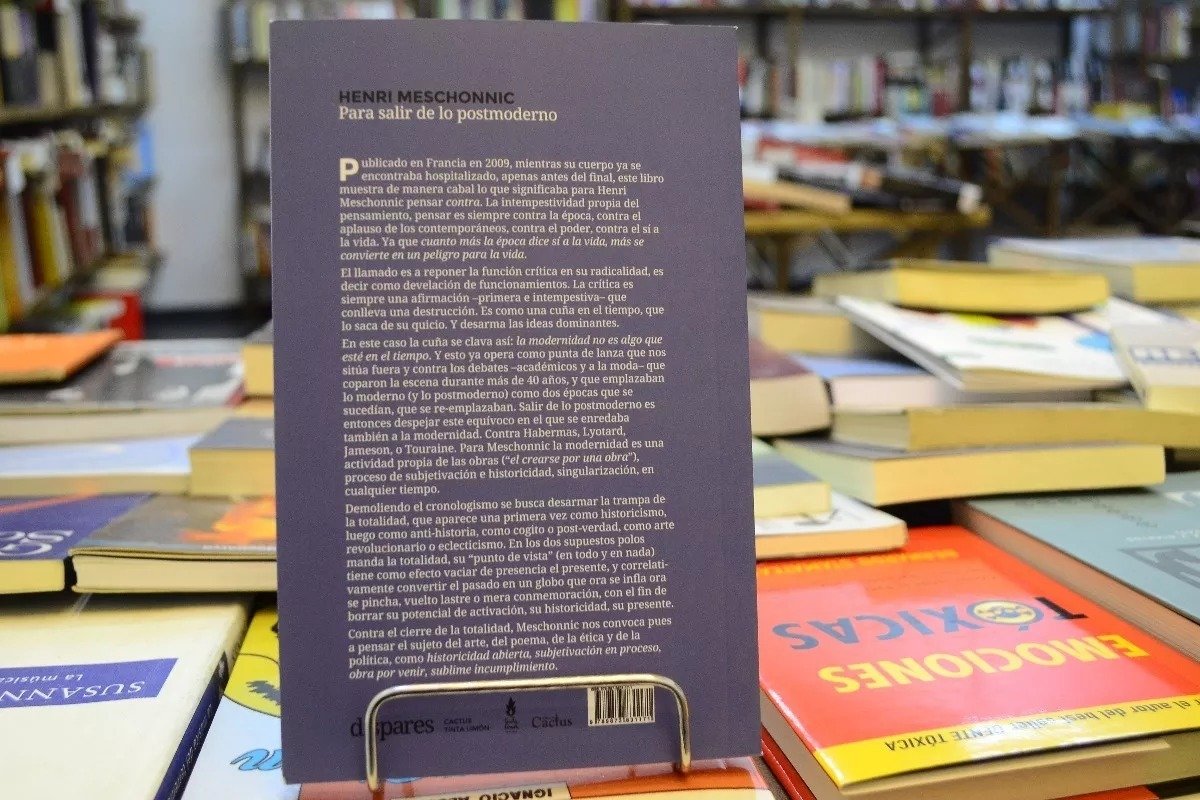 HENRI MESCHONNIC
Para salir de lo postmoderno
Publicado en Francia en 2009, mientras su cuerpo ya se
encontraba hospitalizado, apenas antes del final, este libro
muestra de manera cabal lo que significaba para Henri
Meschonnic pensar contra. La intempestividad propia del
pensamiento, pensar es siempre contra la época, contra el
aplauso de los contemporáneos, contra el poder, contra el sí a
la vida. Ya que cuanto más la época dice sí a la vida, más se
convierte en un peligro para la vida.
El llamado es a reponer la función crítica en su radicalidad, es
decir como develación de funcionamientos. La crítica es
siempre una afirmación –primera e intempestiva– que
conlleva una destrucción. Es como una cuña en el tiempo, que
lo saca de su quicio. Y desarma las ideas dominantes.
En este caso la cuña se clava así: la modernidad no es algo que
esté en el tiempo. Y esto ya opera como punta de lanza que nos
sitúa fuera y contra los debates –académicos y a la moda– que
coparon la escena durante más de 40 años, y que emplazaban
lo moderno (y lo postmoderno) como dos épocas que se
sucedían, que se re-emplazaban. Salir de lo postmoderno es
entonces despejar este equívoco en el que se enredaba
también a la modernidad. Contra Habermas, Lyotard,
Jameson, o Touraine. Para Meschonnic la modernidad es una
actividad propia de las obras (“el crearse por una obra”),
proceso de subjetivación e historicidad, singularización, en
cualquier tiempo.
Demoliendo el cronologismo se busca desarmar la trampa de
la totalidad, que aparece una primera vez como historicismo,
luego como anti-historia, como cogito o post-verdad, como arte
revolucionario o eclecticismo. En los dos supuestos polos
manda la totalidad, su “punto de vista” (en todo y en nada)
tiene como efecto vaciar de presencia el presente, y correlati-
vamente convertir el pasado en un globo que ora se infla ora
se pincha, vuelto lastre o mera conmemoración, con el fin de
borrar su potencial de activación, su historicidad, su presente.
Contra el cierre de la totalidad, Meschonnic nos convoca pues
a pensar el sujeto del arte, del poema, de la ética y de la
política, como historicidad abierta, subjetivación en proceso,
obra por venir, sublime incumplimiento.
dispares
CACTUS
TINTA LIMÓN
Cactus
SUSANN
La música
IGNACIO
EMOCIONES
TÓXICAS
el autor del best seller GENTE TÓXICA